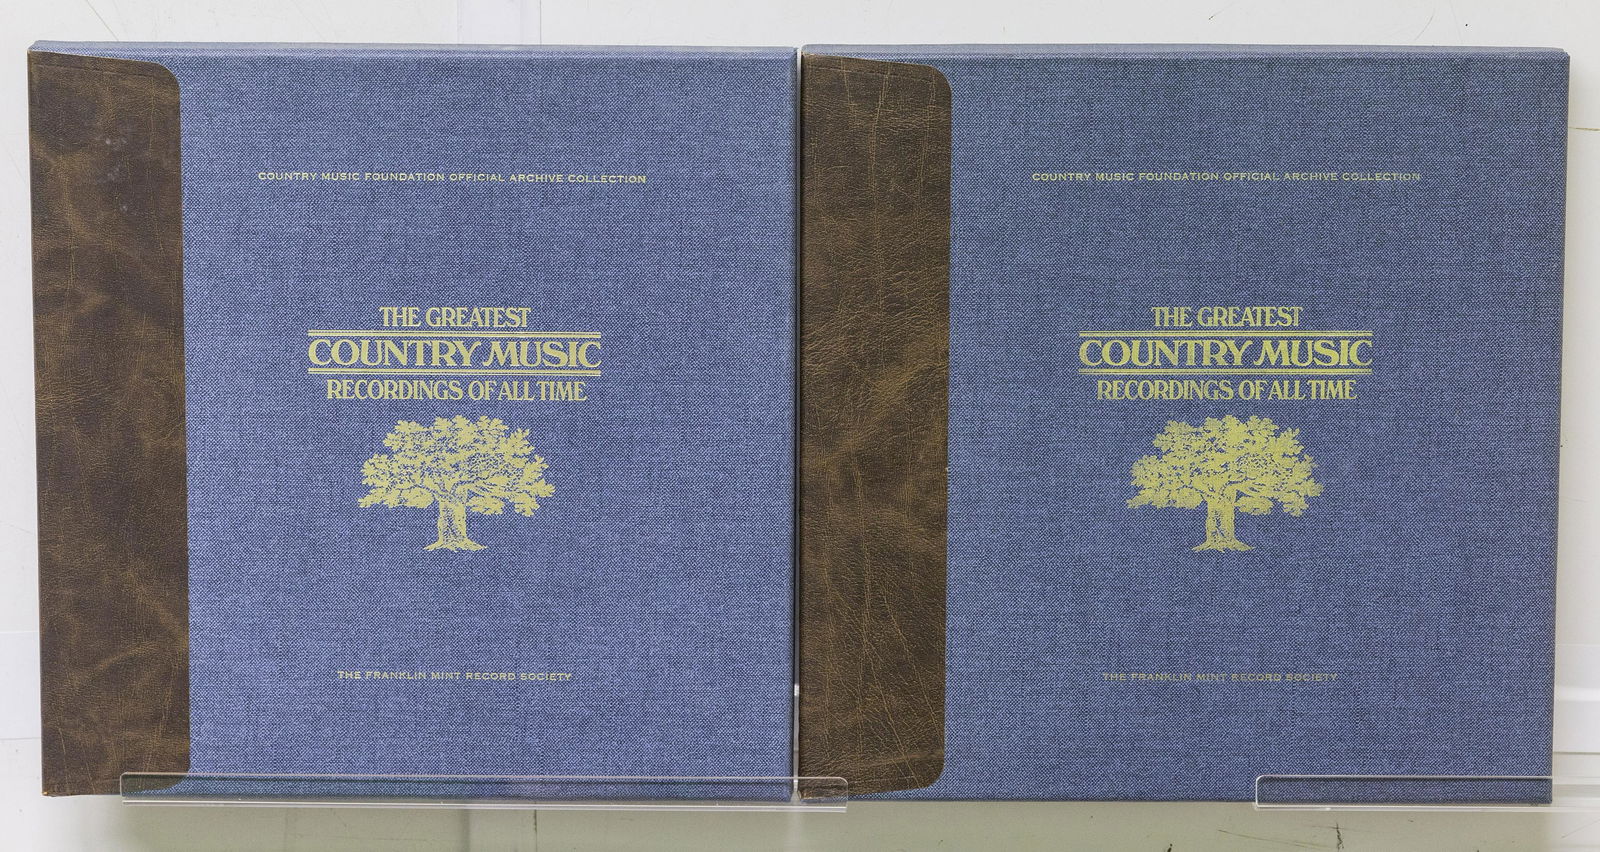 COUNTRY MUSIC FOUNDATION OFFICIAL ARCHIVE COLLECTION
THE GREATEST
COUNTRY MUSIC
RECORDINGS OF ALL TIME
THE FRANKLIN MINT RECORD SOCIETY
COUNTRY MUSIC FOUNDATION OFFICIAL ARCHIVE COLLECTION
THE GREATEST
COUNTRY MUSIC
RECORDINGS OF ALL TIME
THE FRANKLIN MINT RECORD SOCIETY